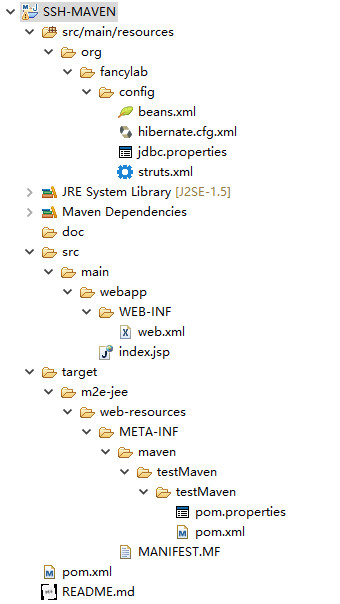 SSH-MAVEN
src/main/resources
org
fancylab
config
beans.xml
hibernate.cfg.xml
jdbc.properties
struts.xml
JRE System Library [J2SE-1.5]
Maven Dependencies
doc
src
main
webapp
WEB-INF
web.xml
index.jsp
target
m2e-jee
web-resources
META-INF
maven
testMaven
testMaven
pom.properties
pom.xml
MANIFEST.MF
pom.xml
README.md